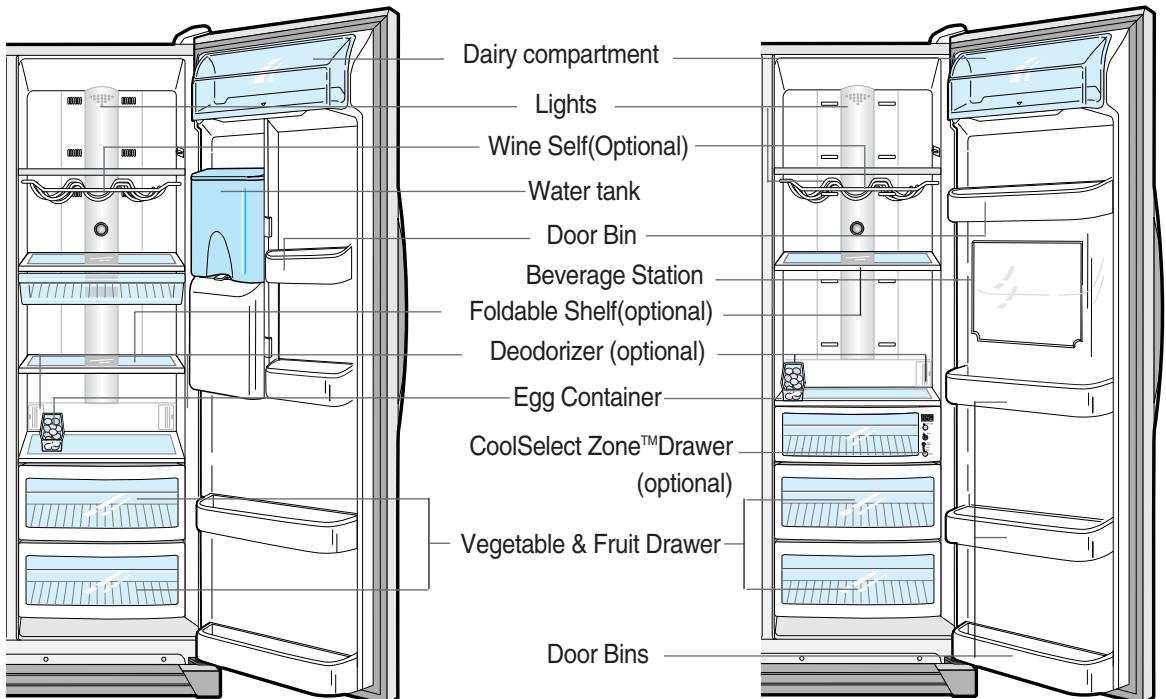 Dairy compartment
Lights
Wine Self(Optional)
Water tank
Door Bin
Beverage Station
Foldable Shelf(optional)
Deodorizer (optional)
Egg Container
CoolSelect Zone™Drawer
(optional)
Vegetable & Fruit Drawer
Door Bins